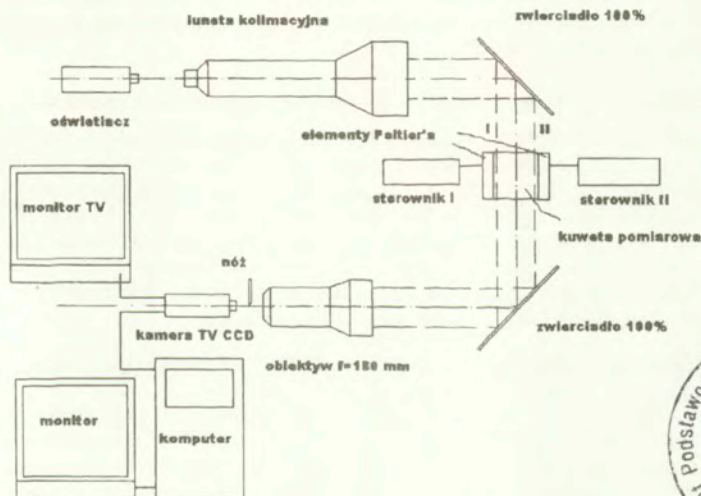 luneta kolimacyjna
zwierciadło 100%
oświetlacz
elementy Peltier's
I
II
sterownik I
sterownik II
monitor TV
kuweta pomiarowa
nóż
kamera TV CCD
zwierciadło 100%
obiektyw f=180 mm
monitor
komputer
Podstawo